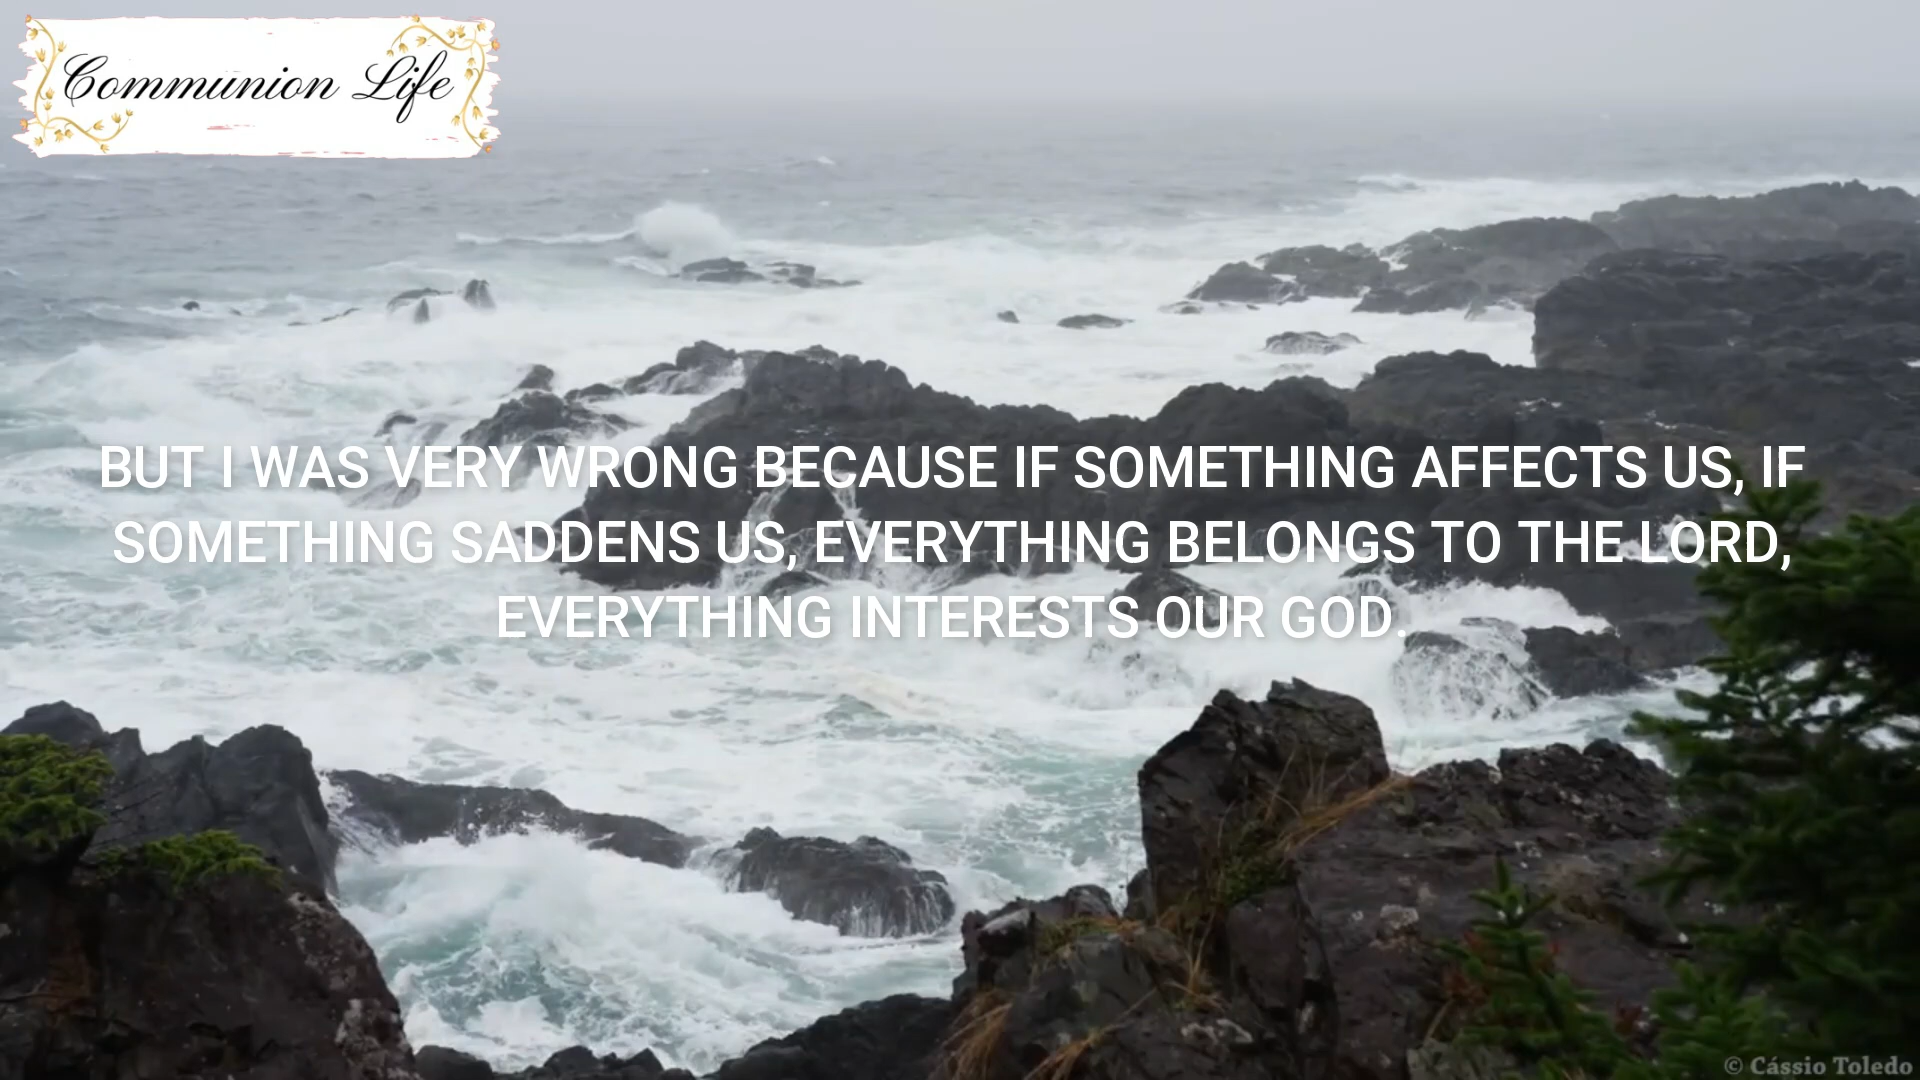 Communion Life
BUT I WAS VERY WRONG BECAUSE IF SOMETHING AFFECTS US, IF
SOMETHING SADDENS US, EVERYTHING BELONGS TO THE LORD,
EVERYTHING INTERESTS OUR GOD.
© Cássio Toledo